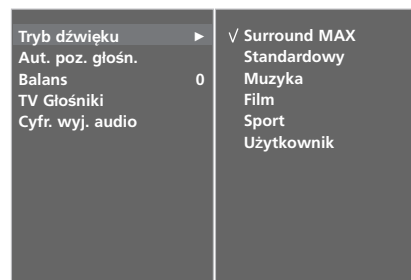 Tryb dźwięku ►
Aut. poz. głośn.
Balans 0
TV Głośniki
Cyfr. wyj. audio
√ Surround MAX
Standardowy
Muzyka
Film
Sport
Użytkownik